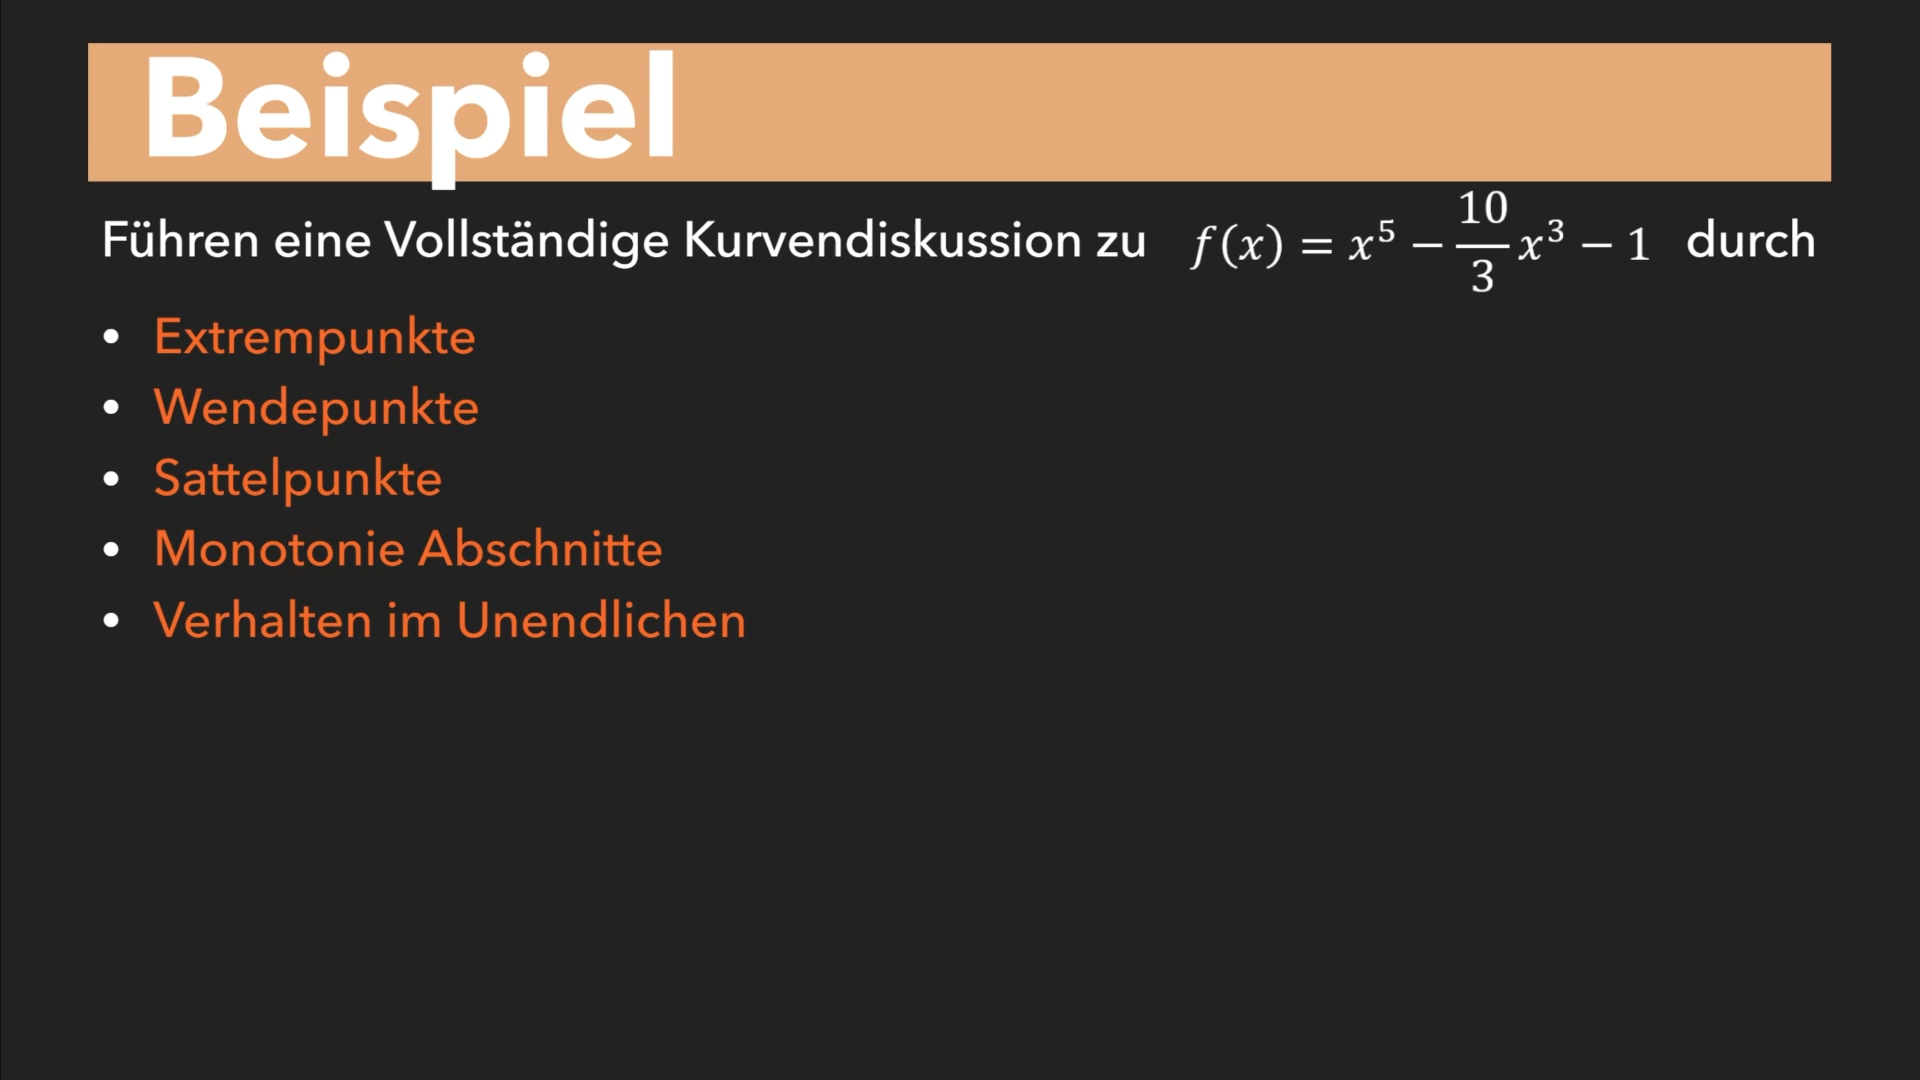 Beispiel
Führen eine Vollständige Kurvendiskussion zu f(x) = x⁵ − 10/3 x³ − 1 durch
• Extrempunkte
• Wendepunkte
• Sattelpunkte
• Monotonie Abschnitte
• Verhalten im Unendlichen